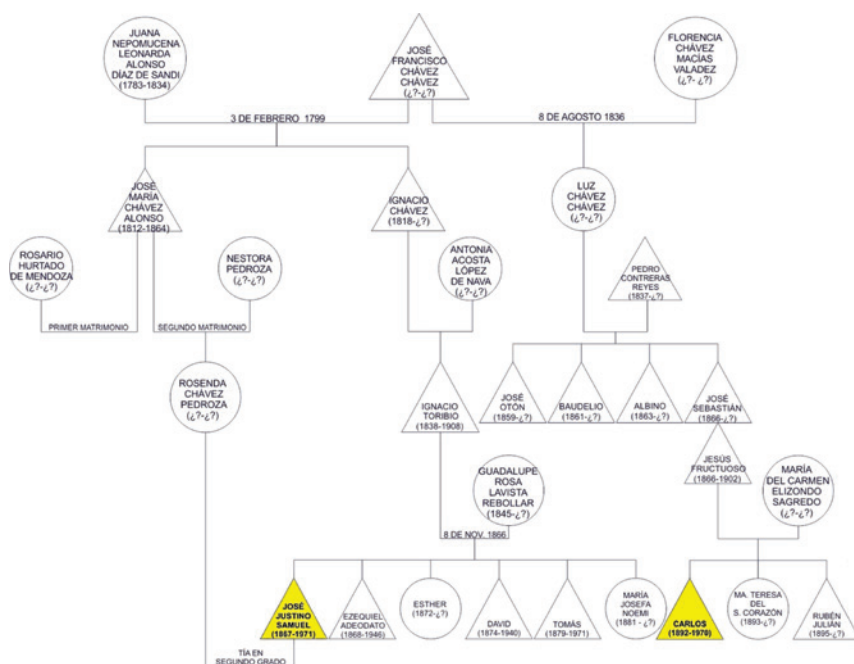 JUANA
NEPOMUCENA
LEONARDA
ALONSO
DÍAZ DE SANDI
(1783-1834)
JOSÉ
FRANCISCO
CHÁVEZ
CHÁVEZ
(¿?-¿?)
FLORENCIA
CHÁVEZ
MACÍAS
VALADEZ
(¿?- ¿?)
3 DE FEBRERO 1799
8 DE AGOSTO 1836
JOSÉ
MARÍA
CHÁVEZ
ALONSO
(1812-1864)
IGNACIO
CHÁVEZ
(1818-¿?)
LUZ
CHÁVEZ
CHÁVEZ
(¿?-¿?)
ROSARIO
HURTADO
DE MENDOZA
(¿?-¿?)
NESTORA
PEDROZA
(¿?-¿?)
ANTONIA
ACOSTA
LÓPEZ
DE NAVA
(¿?-¿?)
PEDRO
CONTRERAS
REYES
(1837-¿?)
PRIMER MATRIMONIO
SEGUNDO MATRIMONIO
ROSENDA
CHÁVEZ
PEDROZA
(¿?-¿?)
IGNACIO
TORIBIO
(1838-1908)
JOSÉ
OTÓN
(1859-¿?)
BAUDELIO
(1861-¿?)
ALBINO
(1863-¿?)
JOSÉ
SEBASTIÁN
(1866-¿?)
GUADALUPE
ROSA
LAVISTA
REBOLLAR
(1845-¿?)
JESÚS
FRUCTUOSO
(1866-1902)
MARÍA
DEL CARMEN
ELIZONDO
SAGREDO
(¿?-¿?)
8 DE NOV. 1866
JOSÉ
JUSTINO
SAMUEL
(1867-1971)
EZEQUIEL
ADEODATO
(1868-1946)
ESTHER
(1872-¿?)
DAVID
(1874-1940)
TOMÁS
(1879-1971)
MARÍA
JOSEFA
NOEMI
(1881 - ¿?)
CARLOS
(1892-1970)
MA. TERESA
DEL
S. CORAZÓN
(1893-¿?)
RUBÉN
JULIÁN
(1895-¿?)
TÍA EN
SEGUNDO GRADO